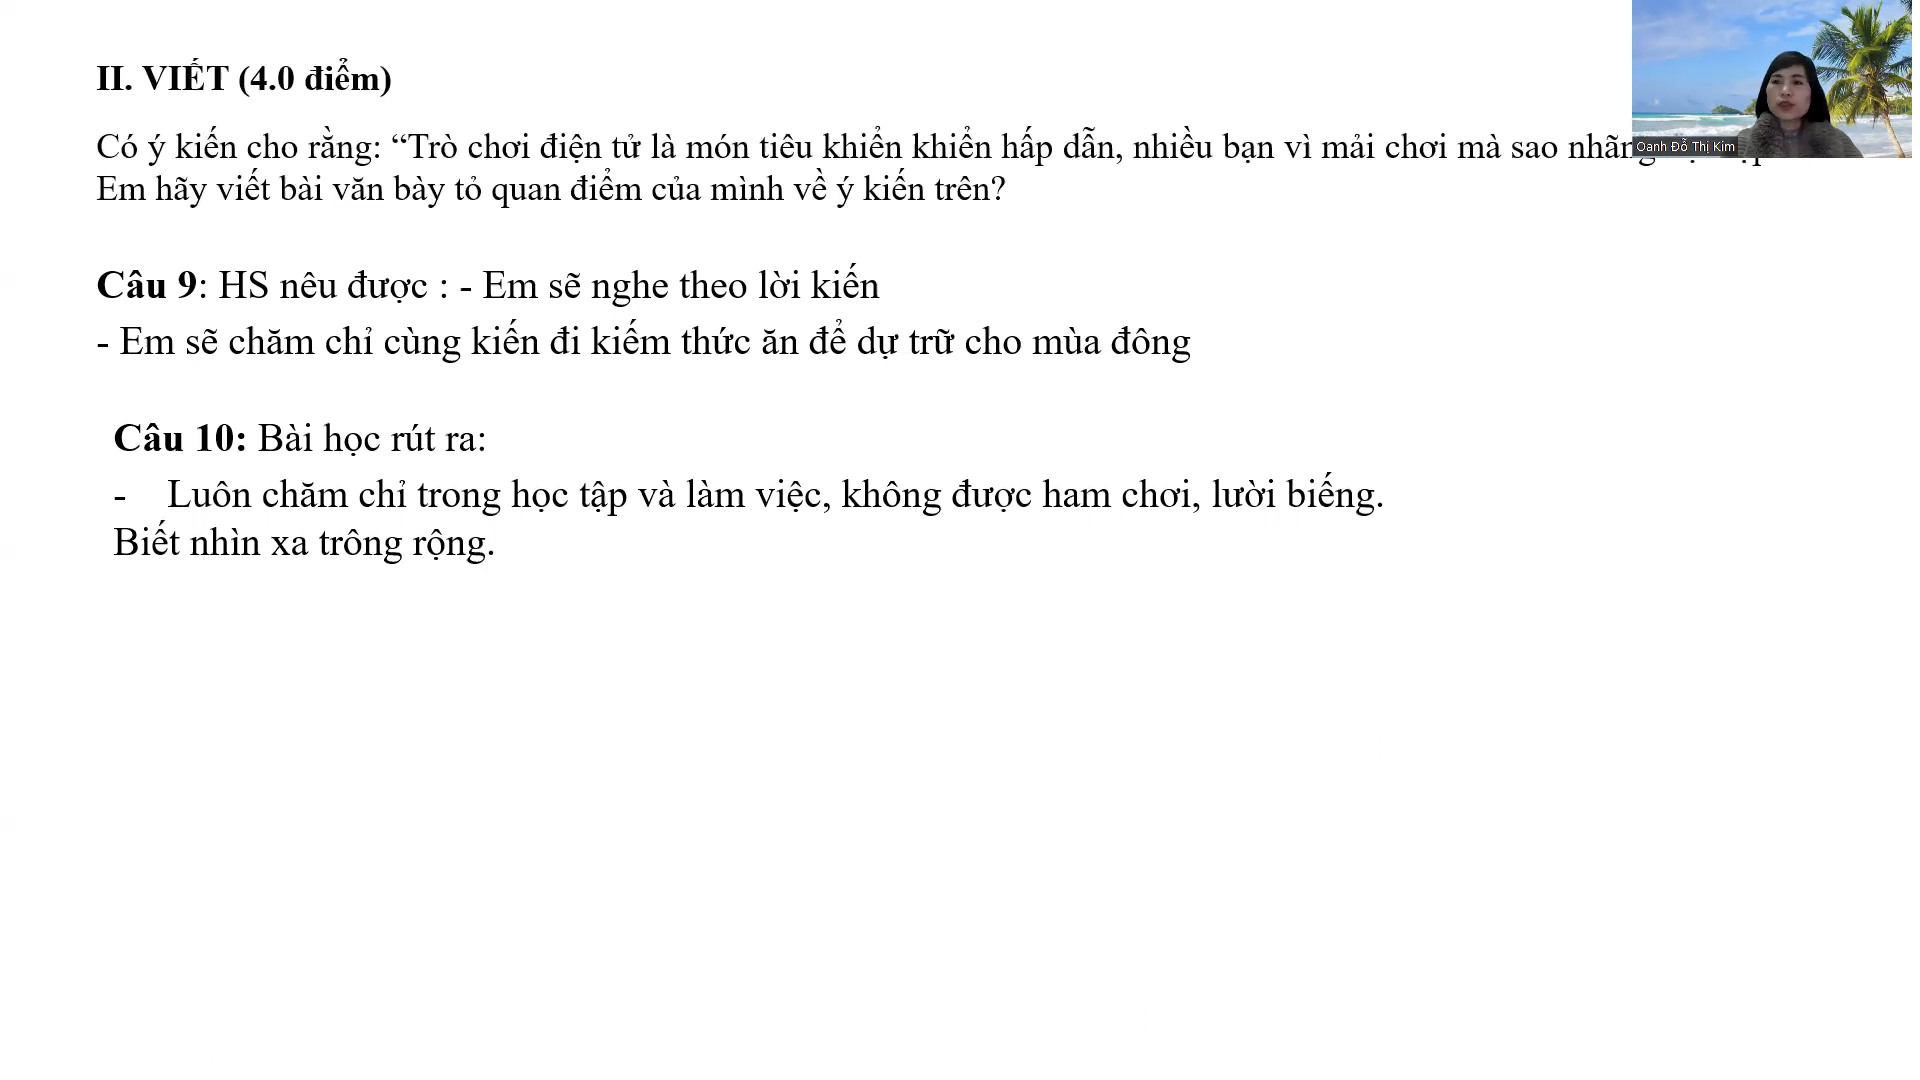 II. VIẾT (4.0 điểm)
Có ý kiến cho rằng: “Trò chơi điện tử là món tiêu khiển khiển hấp dẫn, nhiều bạn vì mải chơi mà sao nhãng
Oanh Đỗ Thị Kim
Em hãy viết bài văn bày tỏ quan điểm của mình về ý kiến trên?
Câu 9: HS nêu được : - Em sẽ nghe theo lời kiến
- Em sẽ chăm chỉ cùng kiến đi kiếm thức ăn để dự trữ cho mùa đông
Câu 10: Bài học rút ra:
- Luôn chăm chỉ trong học tập và làm việc, không được ham chơi, lười biếng.
Biết nhìn xa trông rộng.